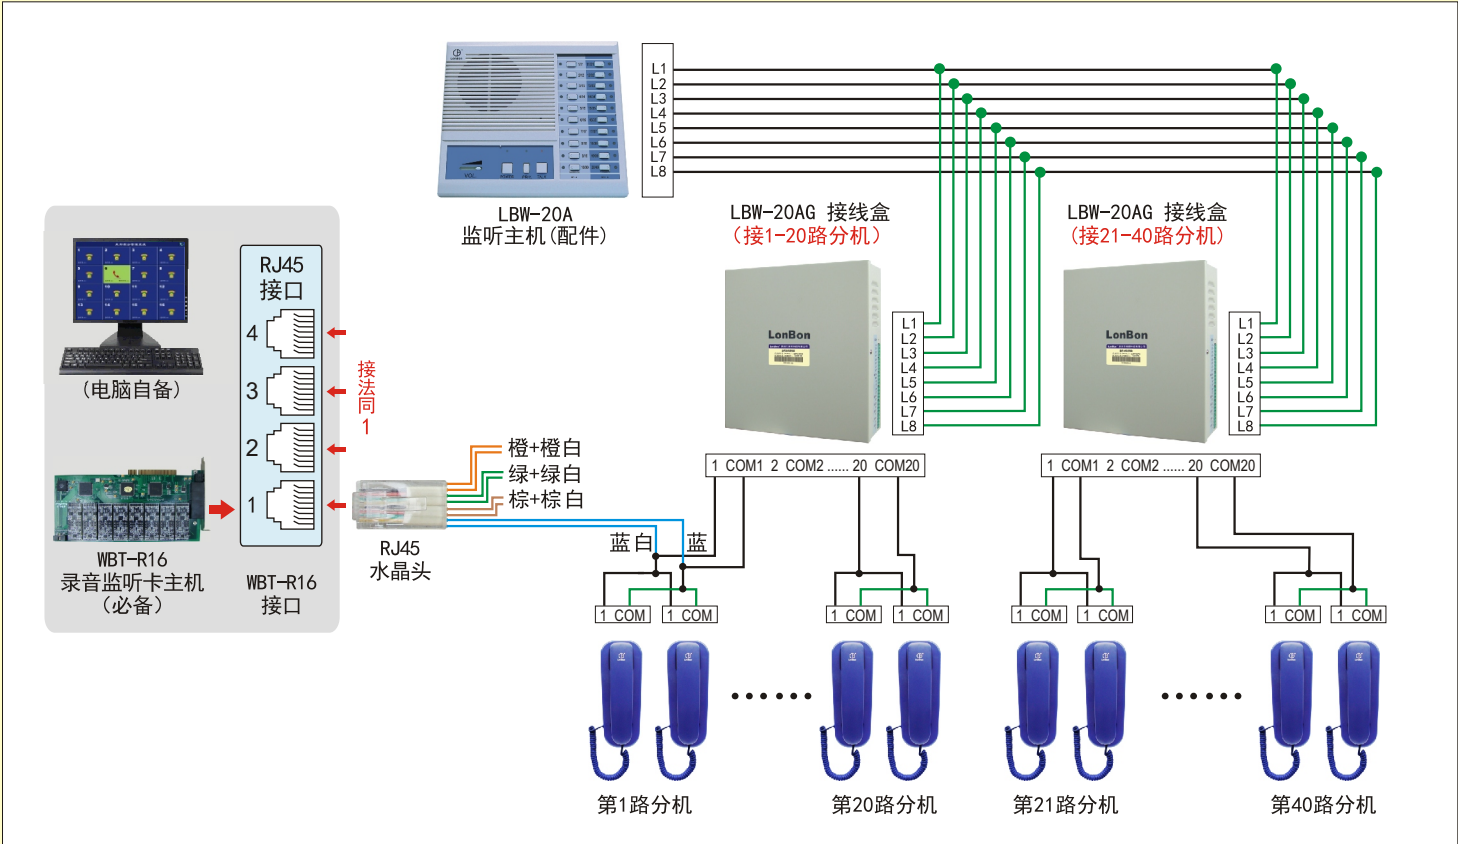 L1
L2
L3
L4
L5
L6
L7
L8
VOL
LBW-20A
监听主机(配件)
LBW-20AG 接线盒
(接1-20路分机)
LBW-20AG 接线盒
(接21-40路分机)
LonBon
L1
L2
L3
L4
L5
L6
L7
L8
LonBon
L1
L2
L3
L4
L5
L6
L7
L8
(电脑自备)
RJ45
接口
4
3
2
1
接法同1
WBT-R16
录音监听卡主机
(必备)
WBT-R16
接口
橙+橙白
绿+绿白
棕+棕白
RJ45
水晶头
蓝白
蓝
1 COM1 2 COM2 ...... 20 COM20
1 COM1 2 COM2 ...... 20 COM20
1 COM
1 COM
1 COM
1 COM
1 COM
1 COM
1 COM
1 COM
第1路分机
第20路分机
第21路分机
第40路分机